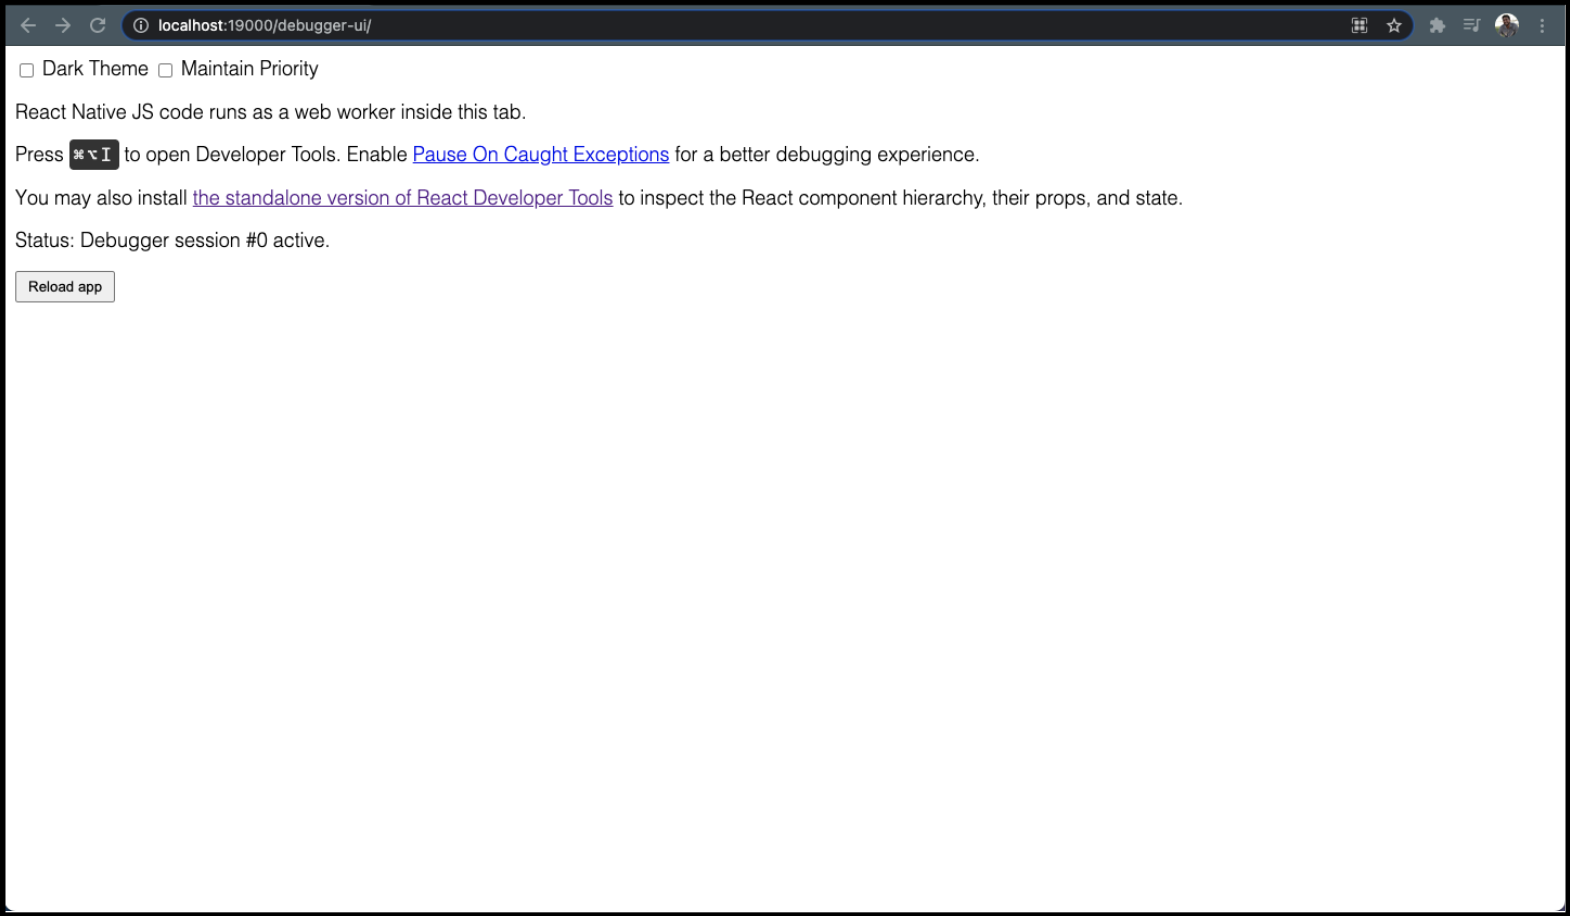 localhost:19000/debugger-ui/
Dark Theme Maintain Priority
React Native JS code runs as a web worker inside this tab.
Press ⌘⌥I to open Developer Tools. Enable Pause On Caught Exceptions for a better debugging experience.
You may also install the standalone version of React Developer Tools to inspect the React component hierarchy, their props, and state.
Status: Debugger session #0 active.
Reload app